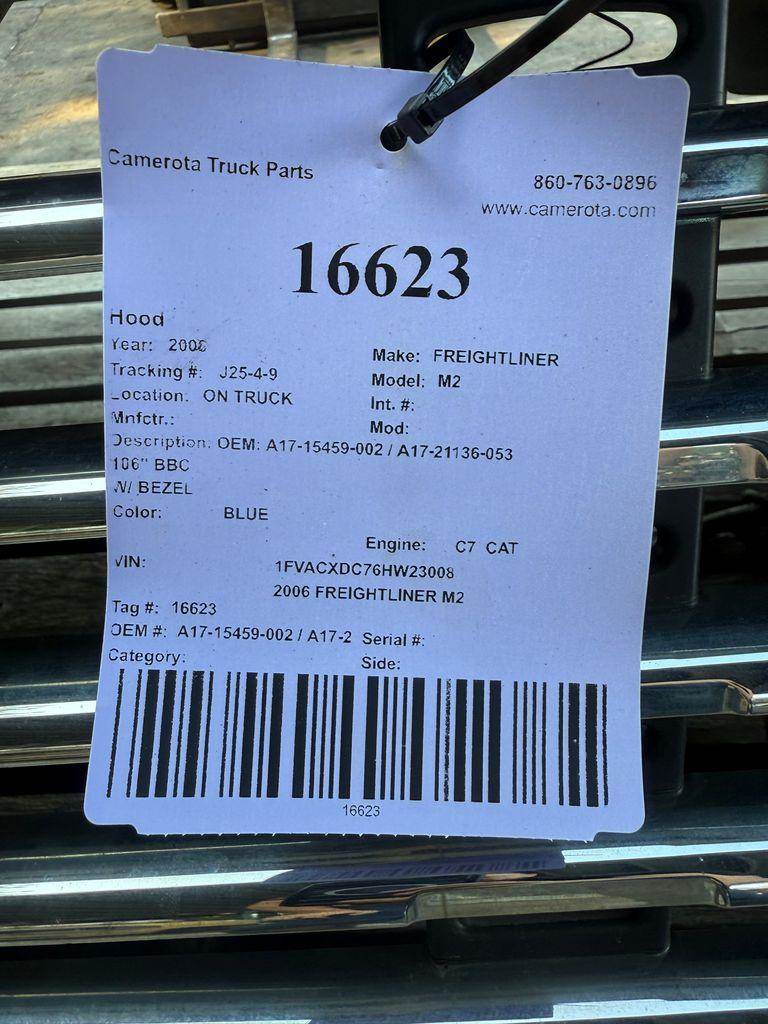 Camerota Truck Parts
860-763-0896
www.camerota.com
16623
Hood
Year: 2006
Make: FREIGHTLINER
Tracking #: J25-4-9
Model: M2
Location: ON TRUCK
Int. #:
Mnfctr.:
Mod:
Description: OEM: A17-15459-002 / A17-21136-053
106" BBC
W/ BEZEL
Color: BLUE
Engine: C7 CAT
VIN: 1FVACXDC76HW23008
2006 FREIGHTLINER M2
Tag #: 16623
OEM #: A17-15459-002 / A17-2 Serial #:
Category: Side:
16623